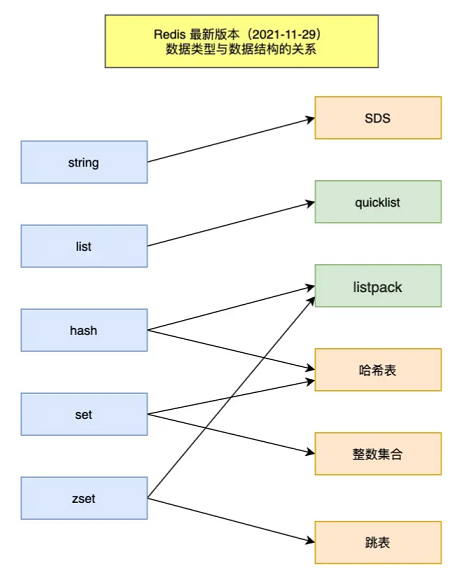 Redis 最新版本（2021-11-29）
数据类型与数据结构的关系
SDS
string
quicklist
list
listpack
hash
哈希表
set
整数集合
zset
跳表